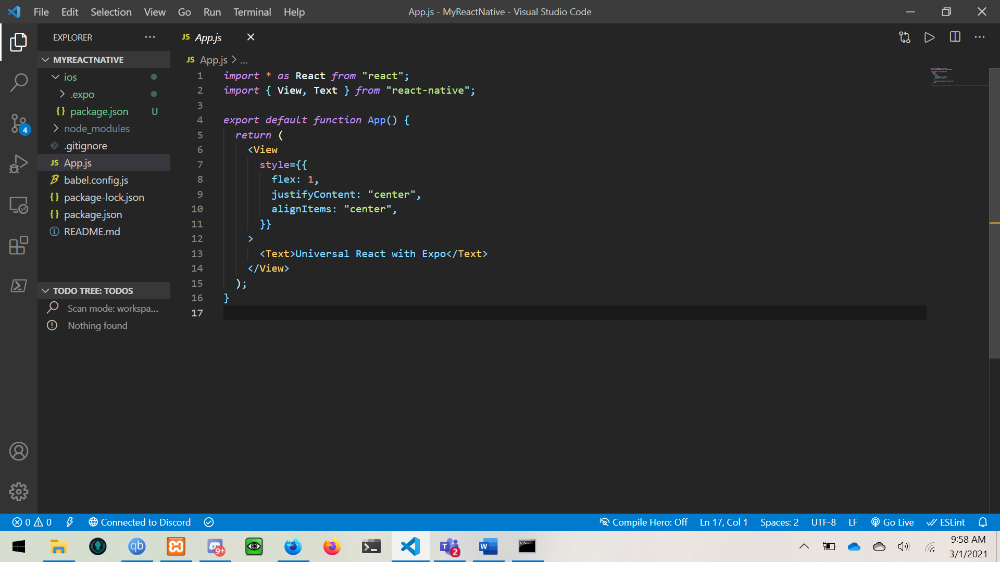 File Edit Selection View Go Run Terminal Help
App.js - MyReactNative - Visual Studio Code
EXPLORER
JS App.js
MYREACTNATIVE
ios
.expo
{} package.json U
node_modules
.gitignore
JS App.js
babel.config.js
{} package-lock.json
{} package.json
README.md
TODO TREE: TODOS
Scan mode: workspa...
Nothing found
4
JS App.js > ...
1 import * as React from "react";
2 import { View, Text } from "react-native";
3
4 export default function App() {
5 return (
6 <View
7 style={{
8 flex: 1,
9 justifyContent: "center",
10 alignItems: "center",
11 }}
12 >
13 <Text>Universal React with Expo</Text>
14 </View>
15 );
16 }
17
0 0 Connected to Discord
Compile Hero: Off Ln 17, Col 1 Spaces: 2 UTF-8 LF Go Live ESLint
qb 9+ T 2 W C:\_
9:58 AM
3/1/2021